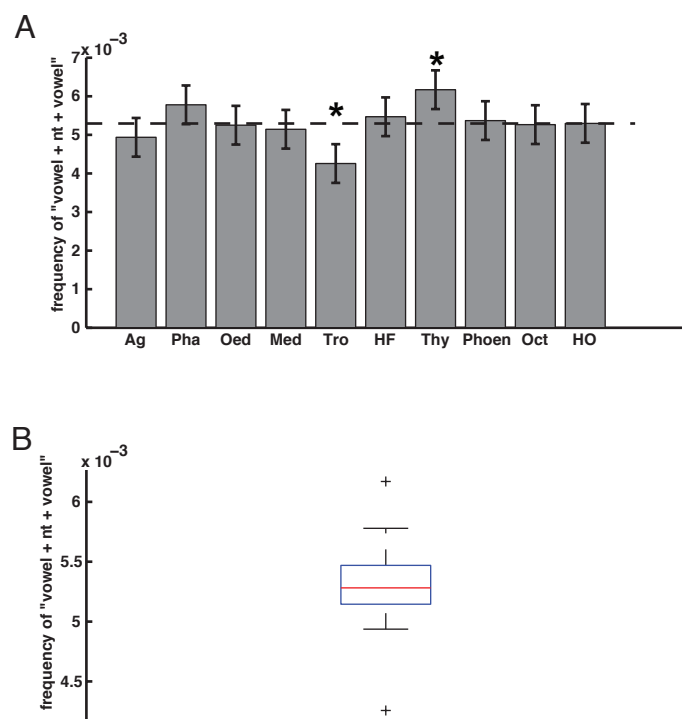 A
x 10⁻³
frequency of "vowel + nt + vowel"
7
6
5
4
3
2
1
0
*
*
Ag Pha Oed Med Tro HF Thy Phoen Oct HO
B
x 10⁻³
frequency of "vowel + nt + vowel"
6
5.5
5
4.5